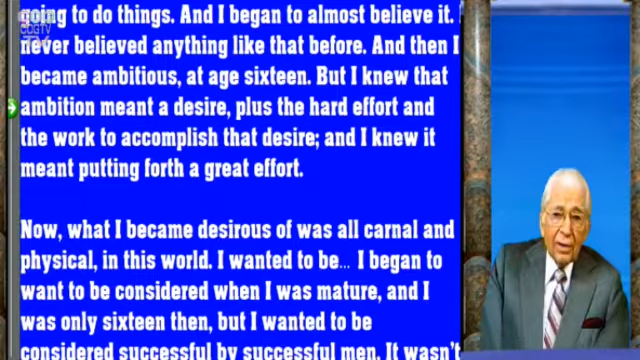 going to do things. And I began to almost believe it. I
never believed anything like that before. And then I
became ambitious, at age sixteen. But I knew that
ambition meant a desire, plus the hard effort and
the work to accomplish that desire; and I knew it
meant putting forth a great effort.
Now, what I became desirous of was all carnal and
physical, in this world. I wanted to be... I began to
want to be considered when I was mature, and I
was only sixteen then, but I wanted to be
considered successful by successful men. It wasn't